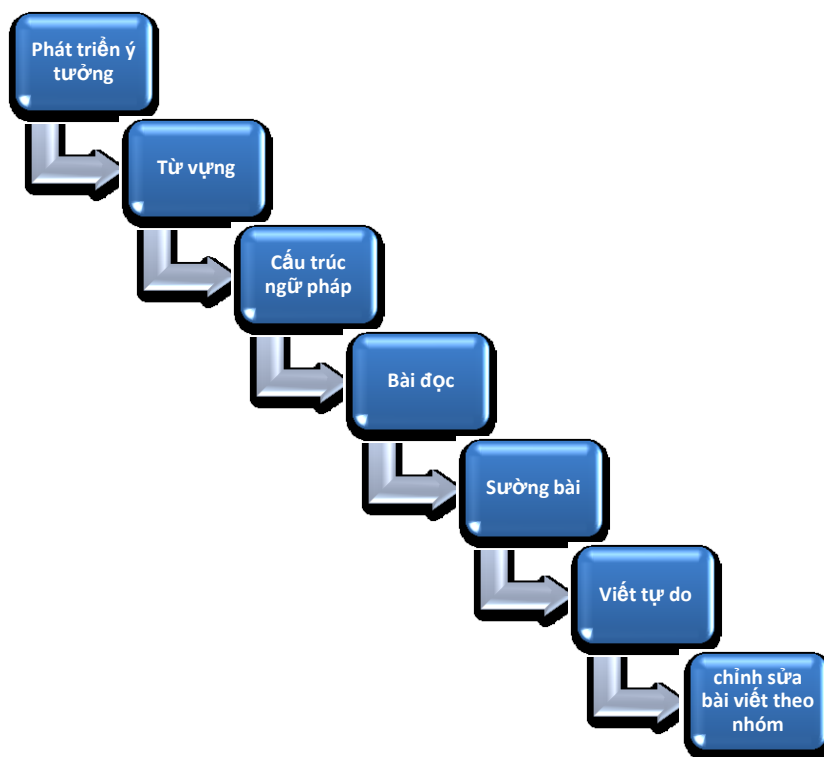 Phát triển ý
tưởng
Từ vựng
Cấu trúc
ngữ pháp
Bài đọc
Sường bài
Viết tự do
chỉnh sửa
bài viết theo
nhóm